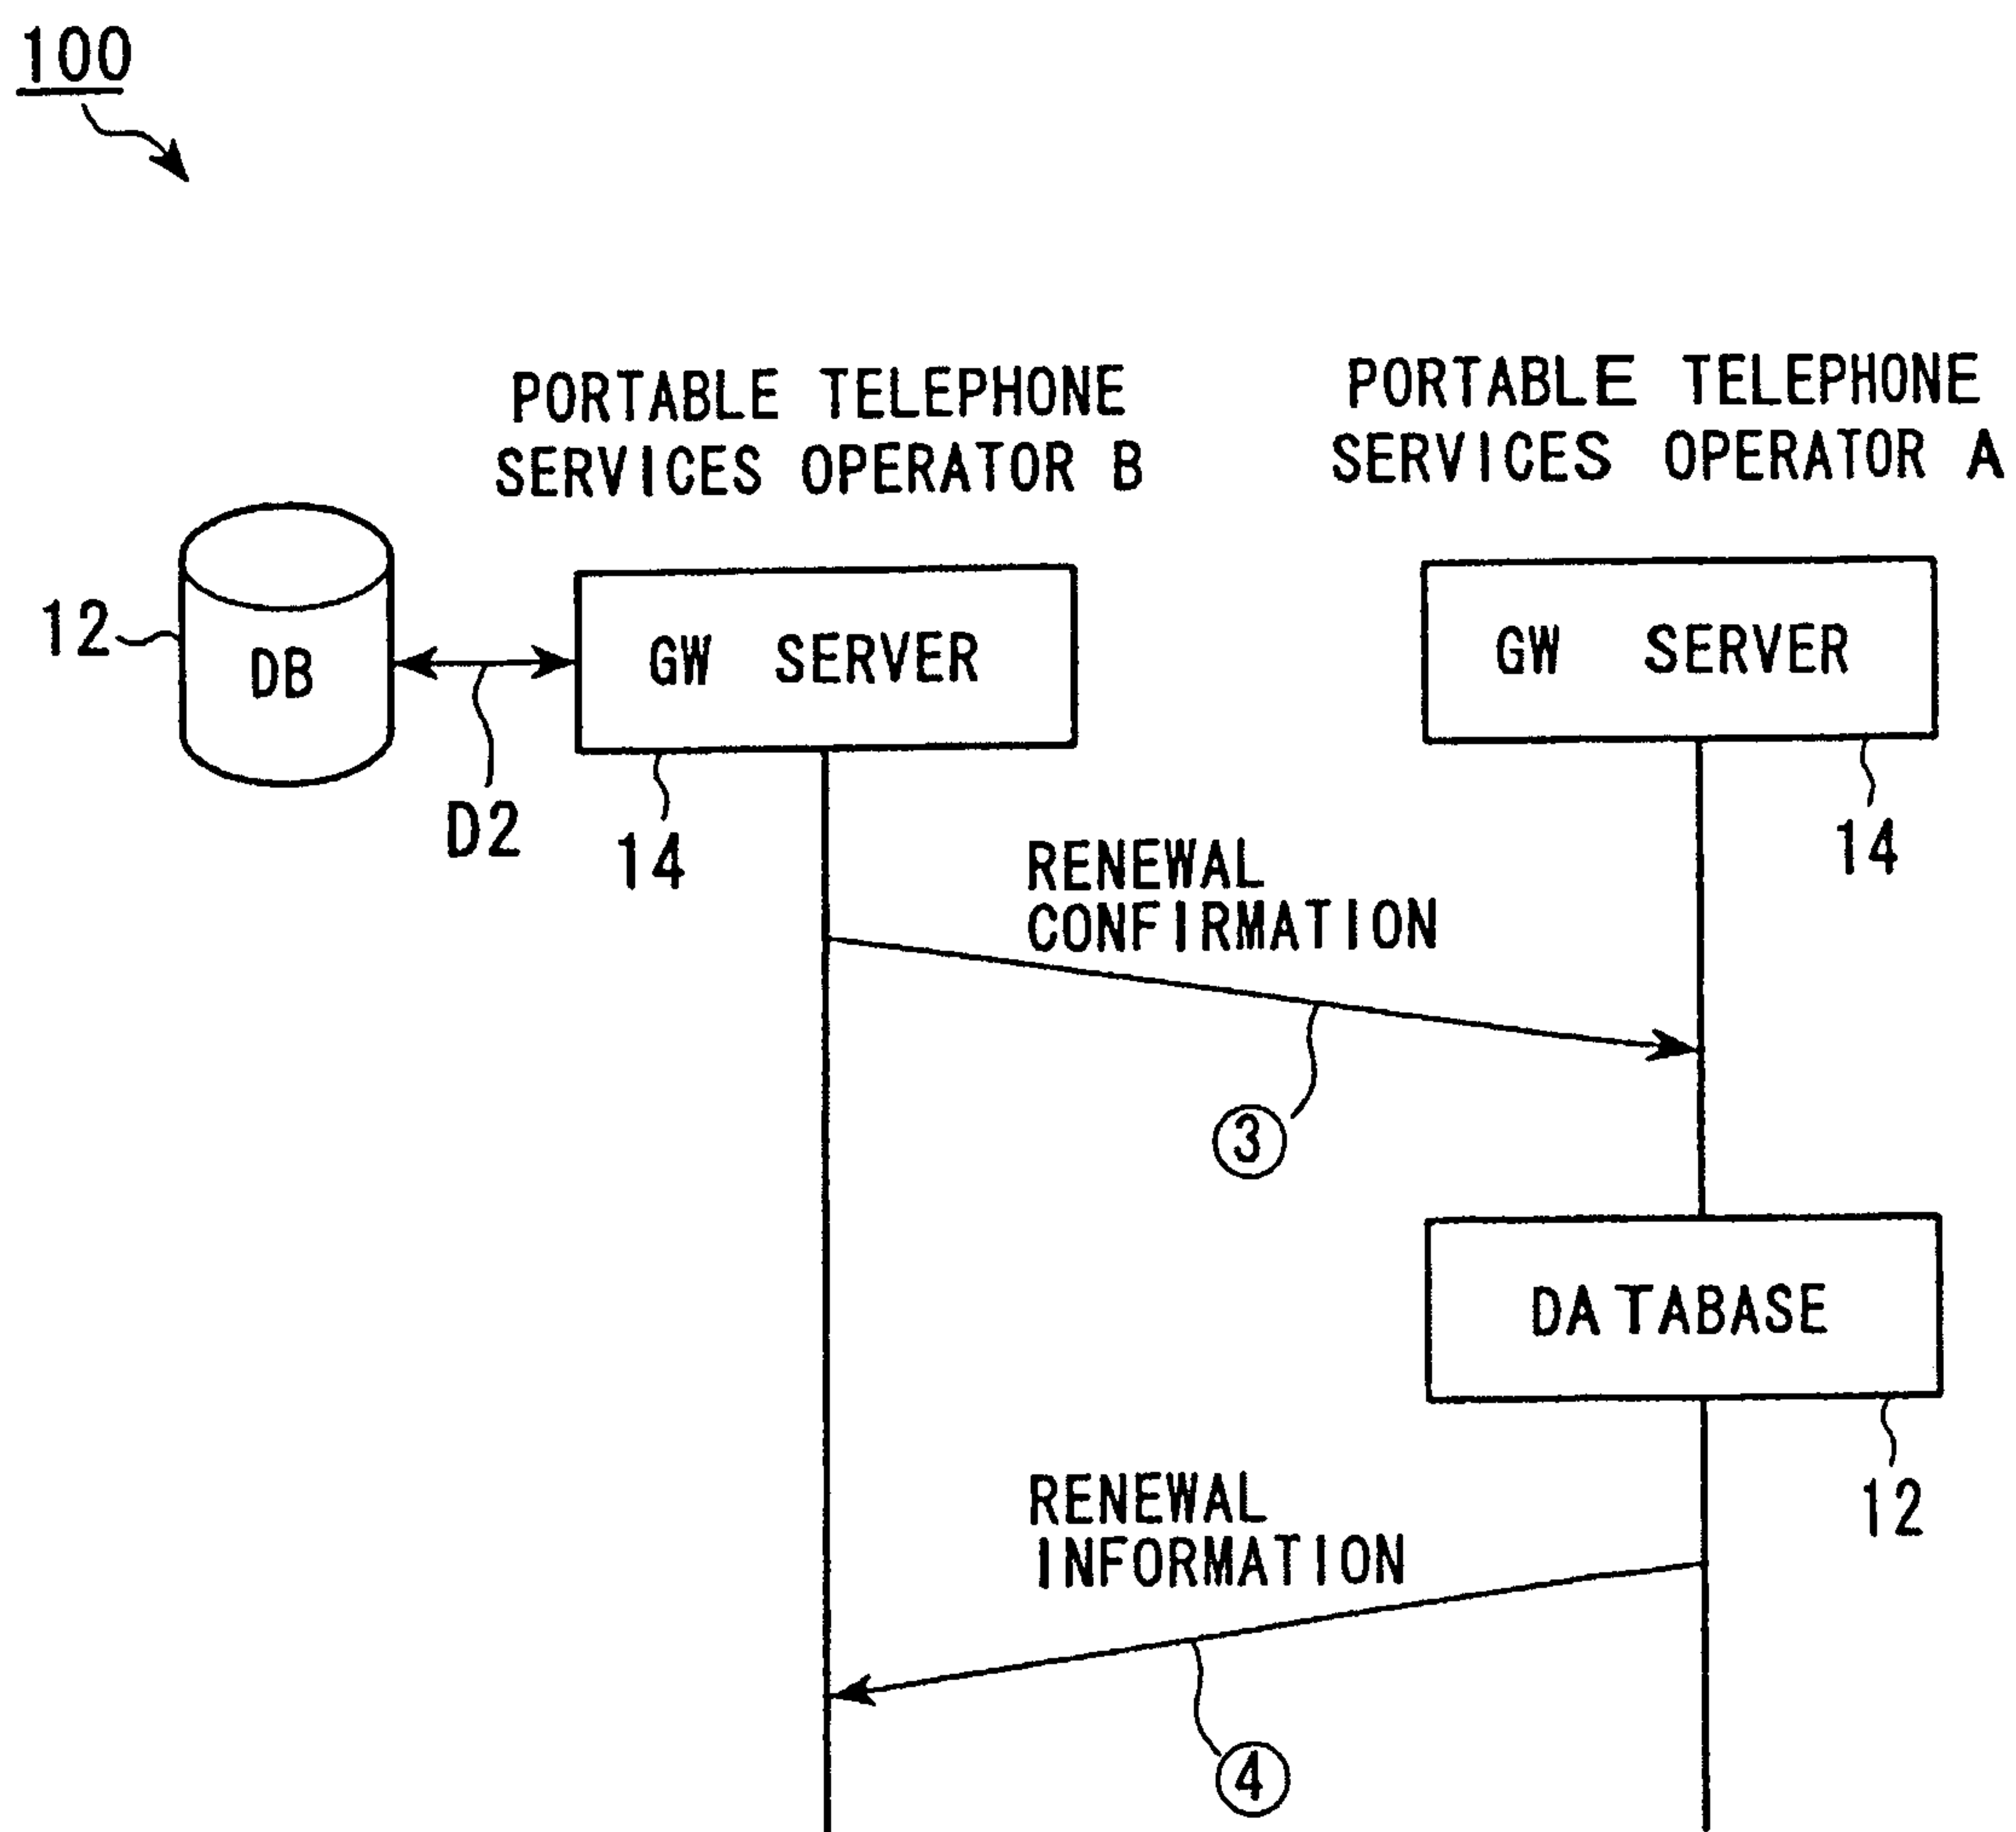 100
PORTABLE TELEPHONE
SERVICES OPERATOR B
PORTABLE TELEPHONE
SERVICES OPERATOR A
12
DB
D2
GW SERVER
14
GW SERVER
14
RENEWAL
CONFIRMATION
3
DATABASE
12
RENEWAL
INFORMATION
4